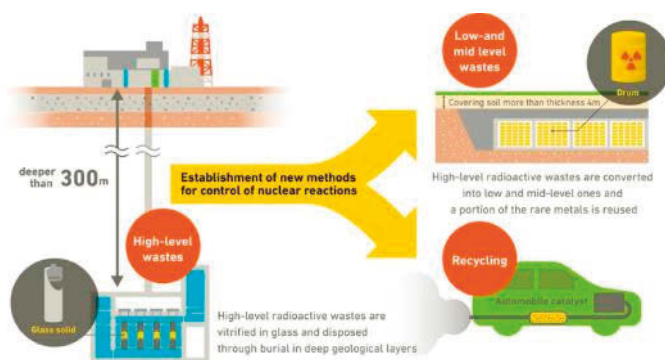 deeper
than 300m
High-level
wastes
Glass solid
High-level radioactive wastes are
vitrified in glass and disposed
through burial in deep geological layers
Establishment of new methods
for control of nuclear reactions
Low-and
mid level
wastes
Drum
Covering soil more than thickness 4m
High-level radioactive wastes are converted
into low and mid-level ones and
a portion of the rare metals is reused
Recycling
Automobile catalyst